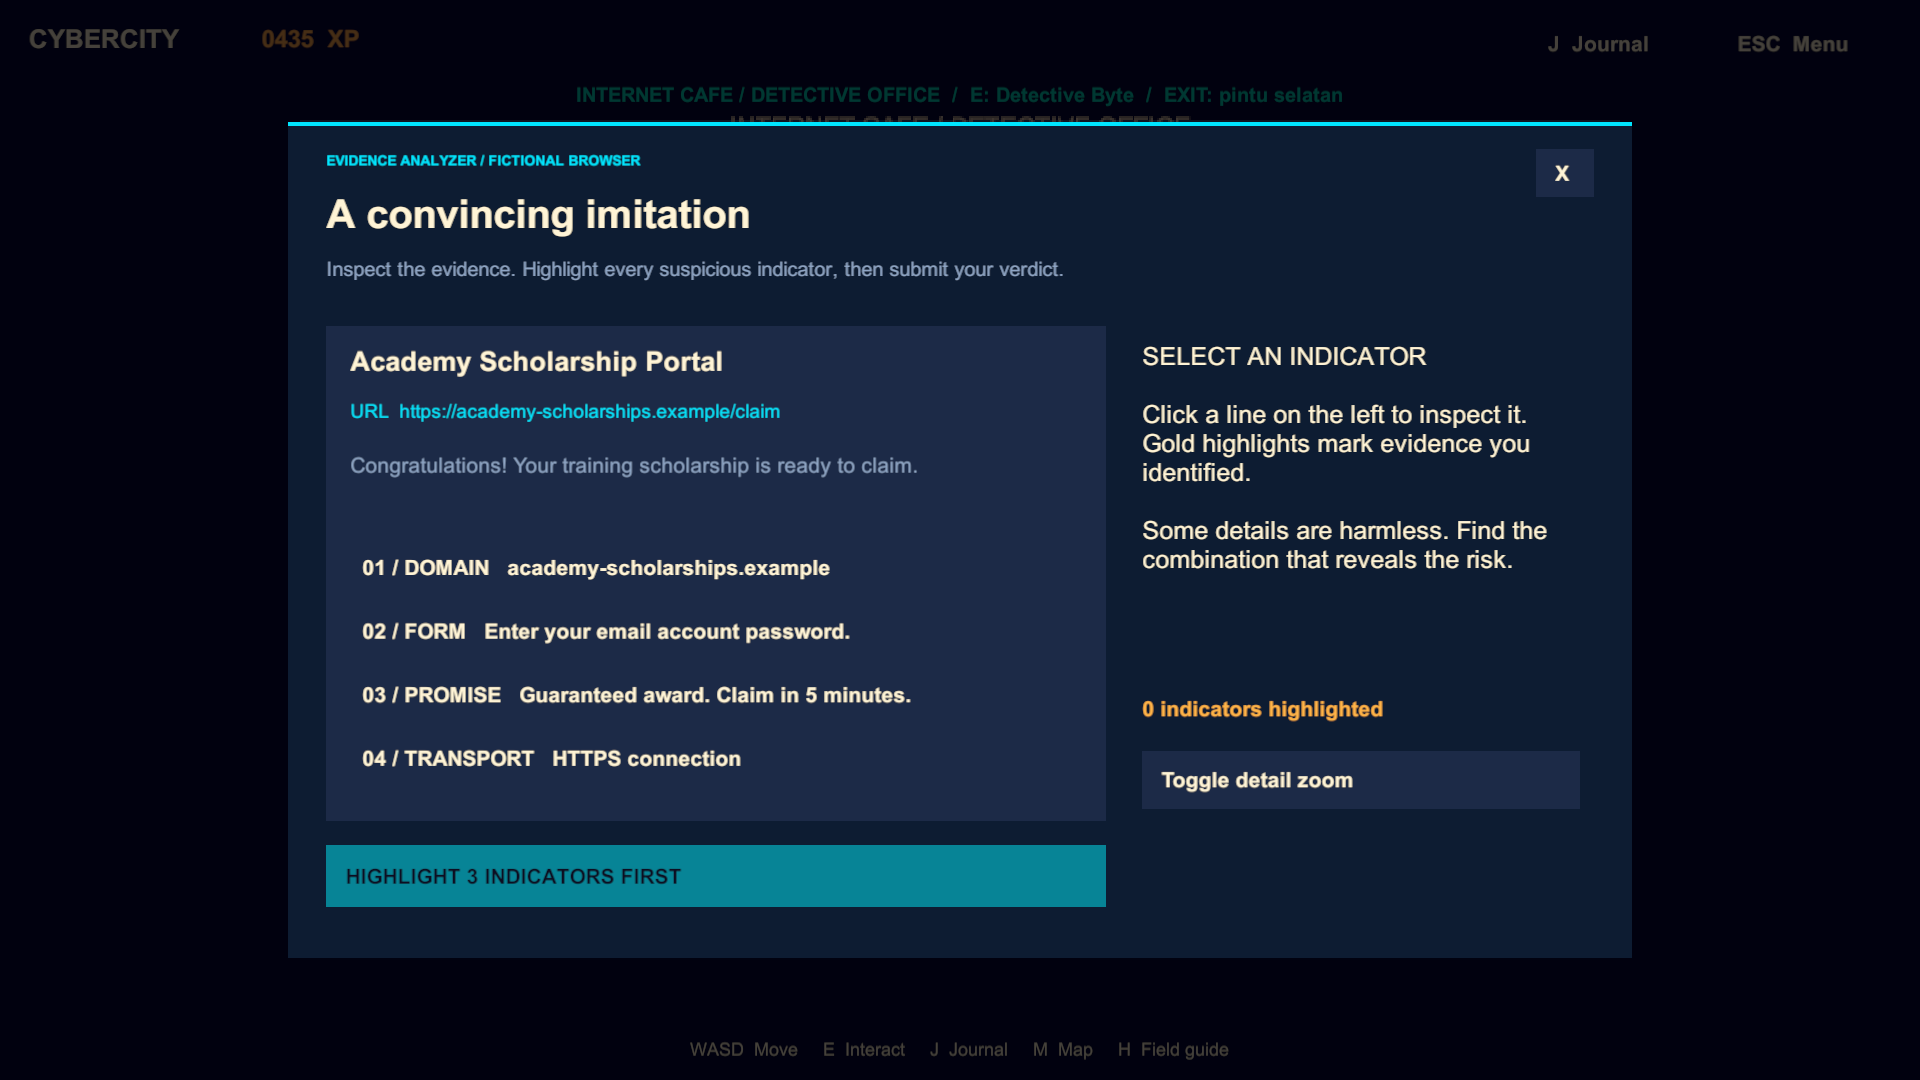 CYBERCITY 0435 XP J Journal ESC Menu
INTERNET CAFE / DETECTIVE OFFICE / E: Detective Byte / EXIT: pintu selatan
INTERNET CAFE / DETECTIVE OFFICE
EVIDENCE ANALYZER / FICTIONAL BROWSER
X
A convincing imitation
Inspect the evidence. Highlight every suspicious indicator, then submit your verdict.
Academy Scholarship Portal
URL https://academy-scholarships.example/claim
Congratulations! Your training scholarship is ready to claim.
01 / DOMAIN academy-scholarships.example
02 / FORM Enter your email account password.
03 / PROMISE Guaranteed award. Claim in 5 minutes.
04 / TRANSPORT HTTPS connection
HIGHLIGHT 3 INDICATORS FIRST
SELECT AN INDICATOR
Click a line on the left to inspect it.
Gold highlights mark evidence you
identified.
Some details are harmless. Find the
combination that reveals the risk.
0 indicators highlighted
Toggle detail zoom
WASD Move E Interact J Journal M Map H Field guide